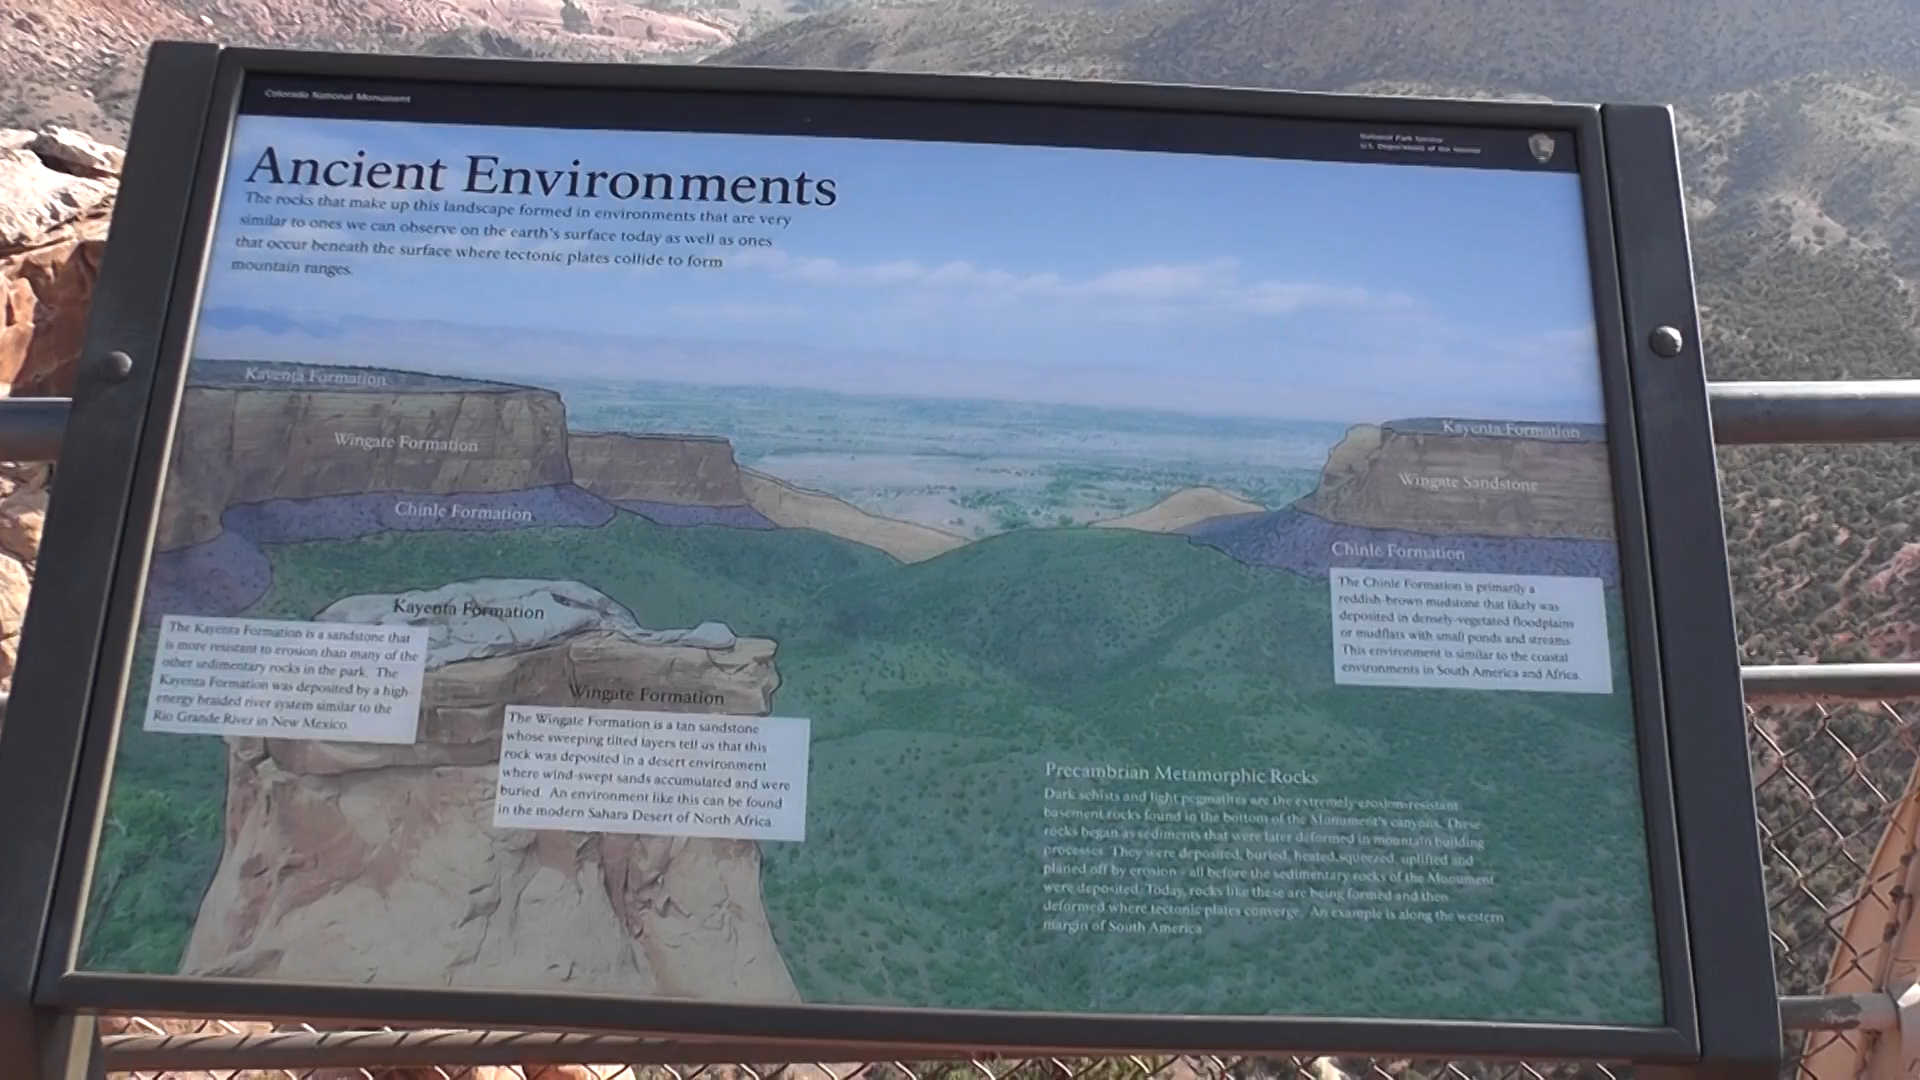 Colorado National Monument
National Park Service
U.S. Department of the Interior
Ancient Environments
The rocks that make up this landscape formed in environments that are very
similar to ones we can observe on the earth's surface today as well as ones
that occur beneath the surface where tectonic plates collide to form
mountain ranges.
Kayenta Formation
Wingate Formation
Chinle Formation
Kayenta Formation
Wingate Sandstone
Chinle Formation
The Chinle Formation is primarily a
reddish-brown mudstone that likely was
deposited in densely-vegetated floodplains
or mudflats with small ponds and streams
This environment is similar to the coastal
environments in South America and Africa.
Kayenta Formation
The Kayenta Formation is a sandstone that
is more resistant to erosion than many of the
other sedimentary rocks in the park. The
Kayenta Formation was deposited by a high
energy braided river system similar to the
Rio Grande River in New Mexico.
Wingate Formation
The Wingate Formation is a tan sandstone
whose sweeping tilted layers tell us that this
rock was deposited in a desert environment
where wind-swept sands accumulated and were
buried. An environment like this can be found
in the modern Sahara Desert of North Africa.
Precambrian Metamorphic Rocks
Dark schists and light pegmatites are the extremely erosion-resistant
basement rocks found in the bottom of the Monument's canyons. These
rocks began as sediments that were later deformed in mountain building
processes. They were deposited, buried, heated, squeezed, uplifted and
planed off by erosion - all before the sedimentary rocks of the Monument
were deposited. Today, rocks like these are being formed and then
deformed where tectonic plates converge. An example is along the western
margin of South America